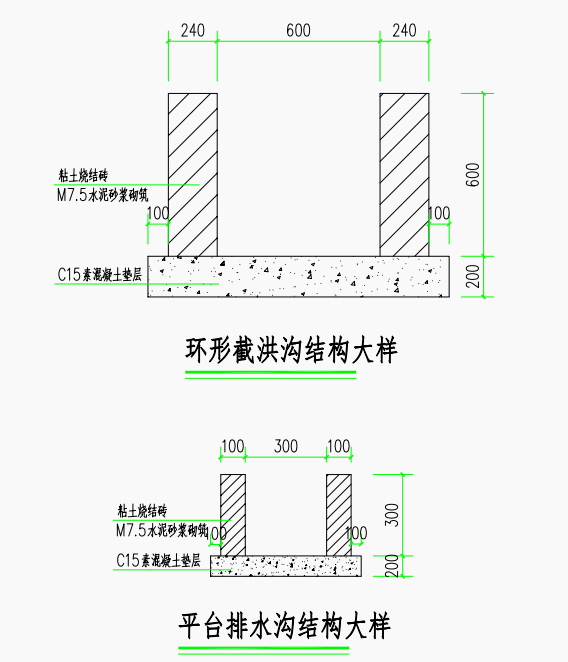 240 600 240
粘土烧结砖
M7.5水泥砂浆砌筑
600
100 100
C15素混凝土垫层
200
环形截洪沟结构大样
100 300 100
粘土烧结砖
M7.5水泥砂浆砌筑
300
100 100
C15素混凝土垫层
200
平台排水沟结构大样